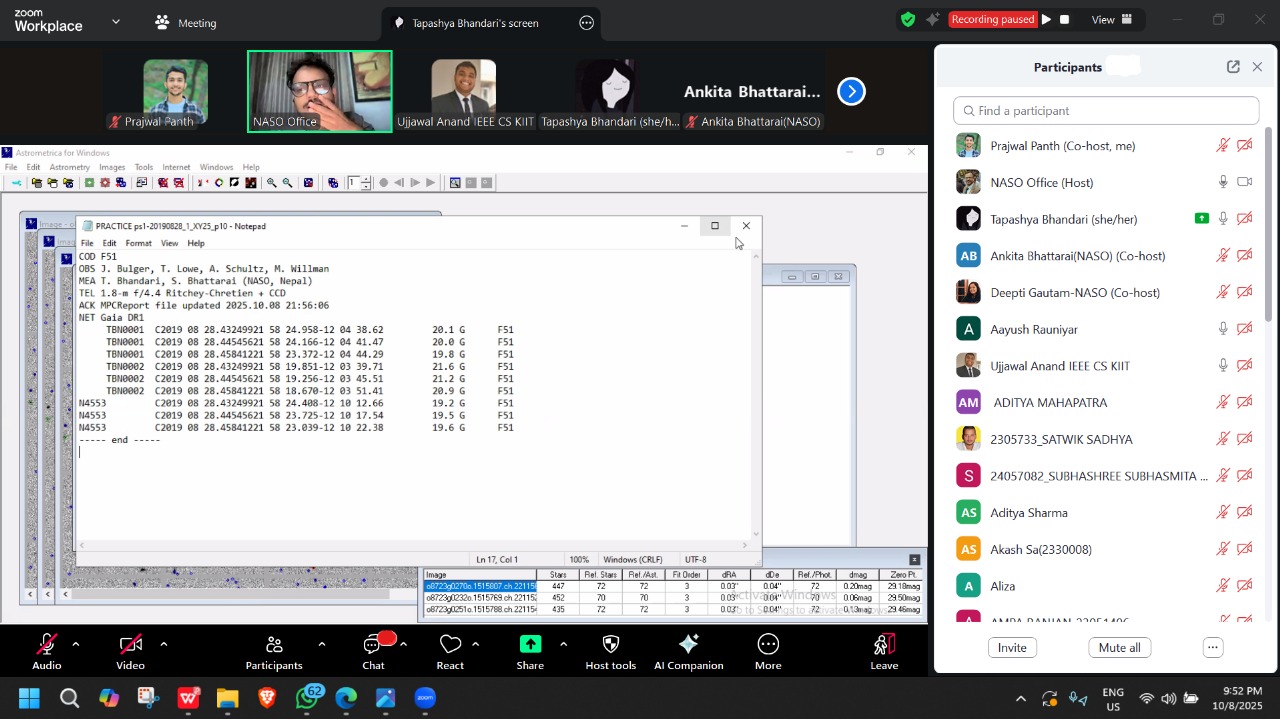 zoom
Workplace
Meeting
Tapashya Bhandari's screen
Recording paused
View
Prajwal Panth
NASO Office
Ujjawal Anand IEEE CS KIIT
Tapashya Bhandari (she/h...
Ankita Bhattarai...
Ankita Bhattarai(NASO)
Astrometrica for Windows
File Edit Astrometry Images Tools Internet Windows Help
1
PRACTICE ps1-20190828_1_XY25_p10 - Notepad
File Edit Format View Help
COD F51
OBS J. Bulger, T. Lowe, A. Schultz, M. Willman
MEA T. Bhandari, S. Bhattarai (NASO, Nepal)
TEL 1.8-m f/4.4 Ritchey-Chretien + CCD
ACK MPCReport file updated 2025.10.08 21:56:06
NET Gaia DR1
TBN0001 C2019 08 28.43249921 58 24.958-12 04 38.62 20.1 G F51
TBN0001 C2019 08 28.44545621 58 24.166-12 04 41.47 20.0 G F51
TBN0001 C2019 08 28.45841221 58 23.372-12 04 44.29 19.8 G F51
TBN0002 C2019 08 28.43249921 58 19.851-12 03 39.71 21.6 G F51
TBN0002 C2019 08 28.44545621 58 19.256-12 03 45.51 21.2 G F51
TBN0002 C2019 08 28.45841221 58 18.670-12 03 51.41 20.9 G F51
N4553 C2019 08 28.43249921 58 24.408-12 10 12.66 19.2 G F51
N4553 C2019 08 28.44545621 58 23.725-12 10 17.54 19.5 G F51
N4553 C2019 08 28.45841221 58 23.039-12 10 22.38 19.6 G F51
----- end -----
Ln 17, Col 1 100% Windows (CRLF) UTF-8
Image Stars Ref. Stars Ref./Ast. Fit Order dRA dDe Ref./Phot. dmag Zero Pt.
o8723g0270o.1515807.ch.22115 447 72 72 3 0.03" 0.04" 72 0.20mag 29.18mag
o8723g0232o.1515769.ch.22115 452 70 70 3 0.03" 0.04" 70 0.06mag 29.50mag
o8723g0251o.1515788.ch.22115 435 72 72 3 0.03" 0.04" 72 0.13mag 29.46mag
Participants
Find a participant
Prajwal Panth (Co-host, me)
NASO Office (Host)
Tapashya Bhandari (she/her)
AB Ankita Bhattarai(NASO) (Co-host)
Deepti Gautam-NASO (Co-host)
A Aayush Rauniyar
Ujjawal Anand IEEE CS KIIT
AM ADITYA MAHAPATRA
2305733_SATWIK SADHYA
S 24057082_SUBHASHREE SUBHASMITA ...
AS Aditya Sharma
AS Akash Sa(2330008)
A Aliza
Invite Mute all ...
Audio Video Participants Chat React Share Host tools AI Companion More Leave
62
zoom
ENG
US
9:52 PM
10/8/2025